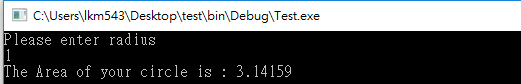 C:\Users\lkm543\Desktop\test\bin\Debug\Test.exe
Please enter radius
1
The Area of your circle is : 3.14159